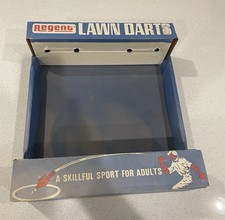 Regent LAWN DARTS
A SKILLFUL SPORT FOR ADULTS